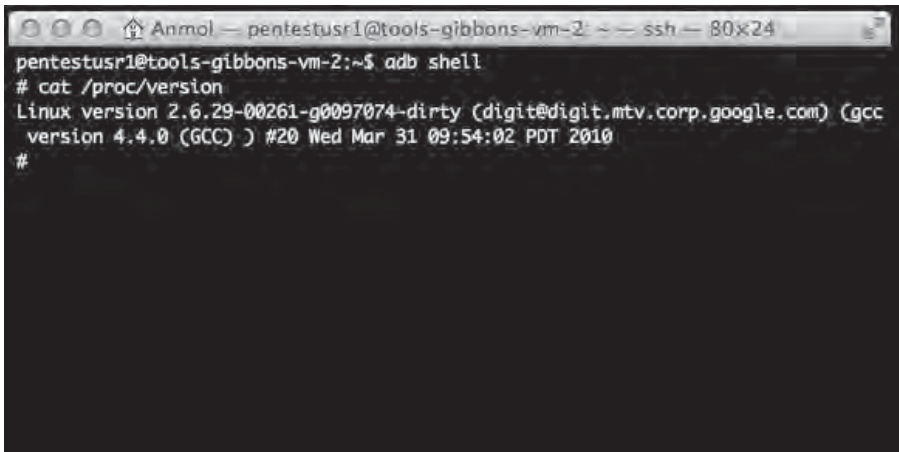 Anmol — pentestusr1@tools-gibbons-vm-2: ~ — ssh — 80×24
pentestusr1@tools-gibbons-vm-2:~$ adb shell
# cat /proc/version
Linux version 2.6.29-00261-g0097074-dirty (digit@digit.mtv.corp.google.com) (gcc
 version 4.4.0 (GCC) ) #20 Wed Mar 31 09:54:02 PDT 2010
#